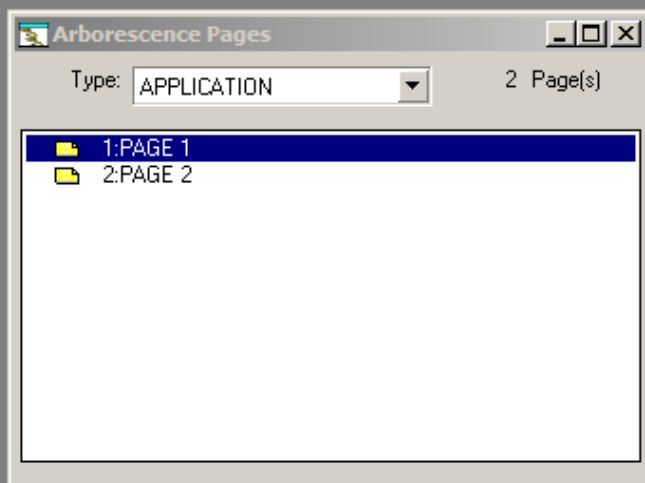 Arborescence Pages
Type: APPLICATION 2 Page(s)
1:PAGE 1
2:PAGE 2